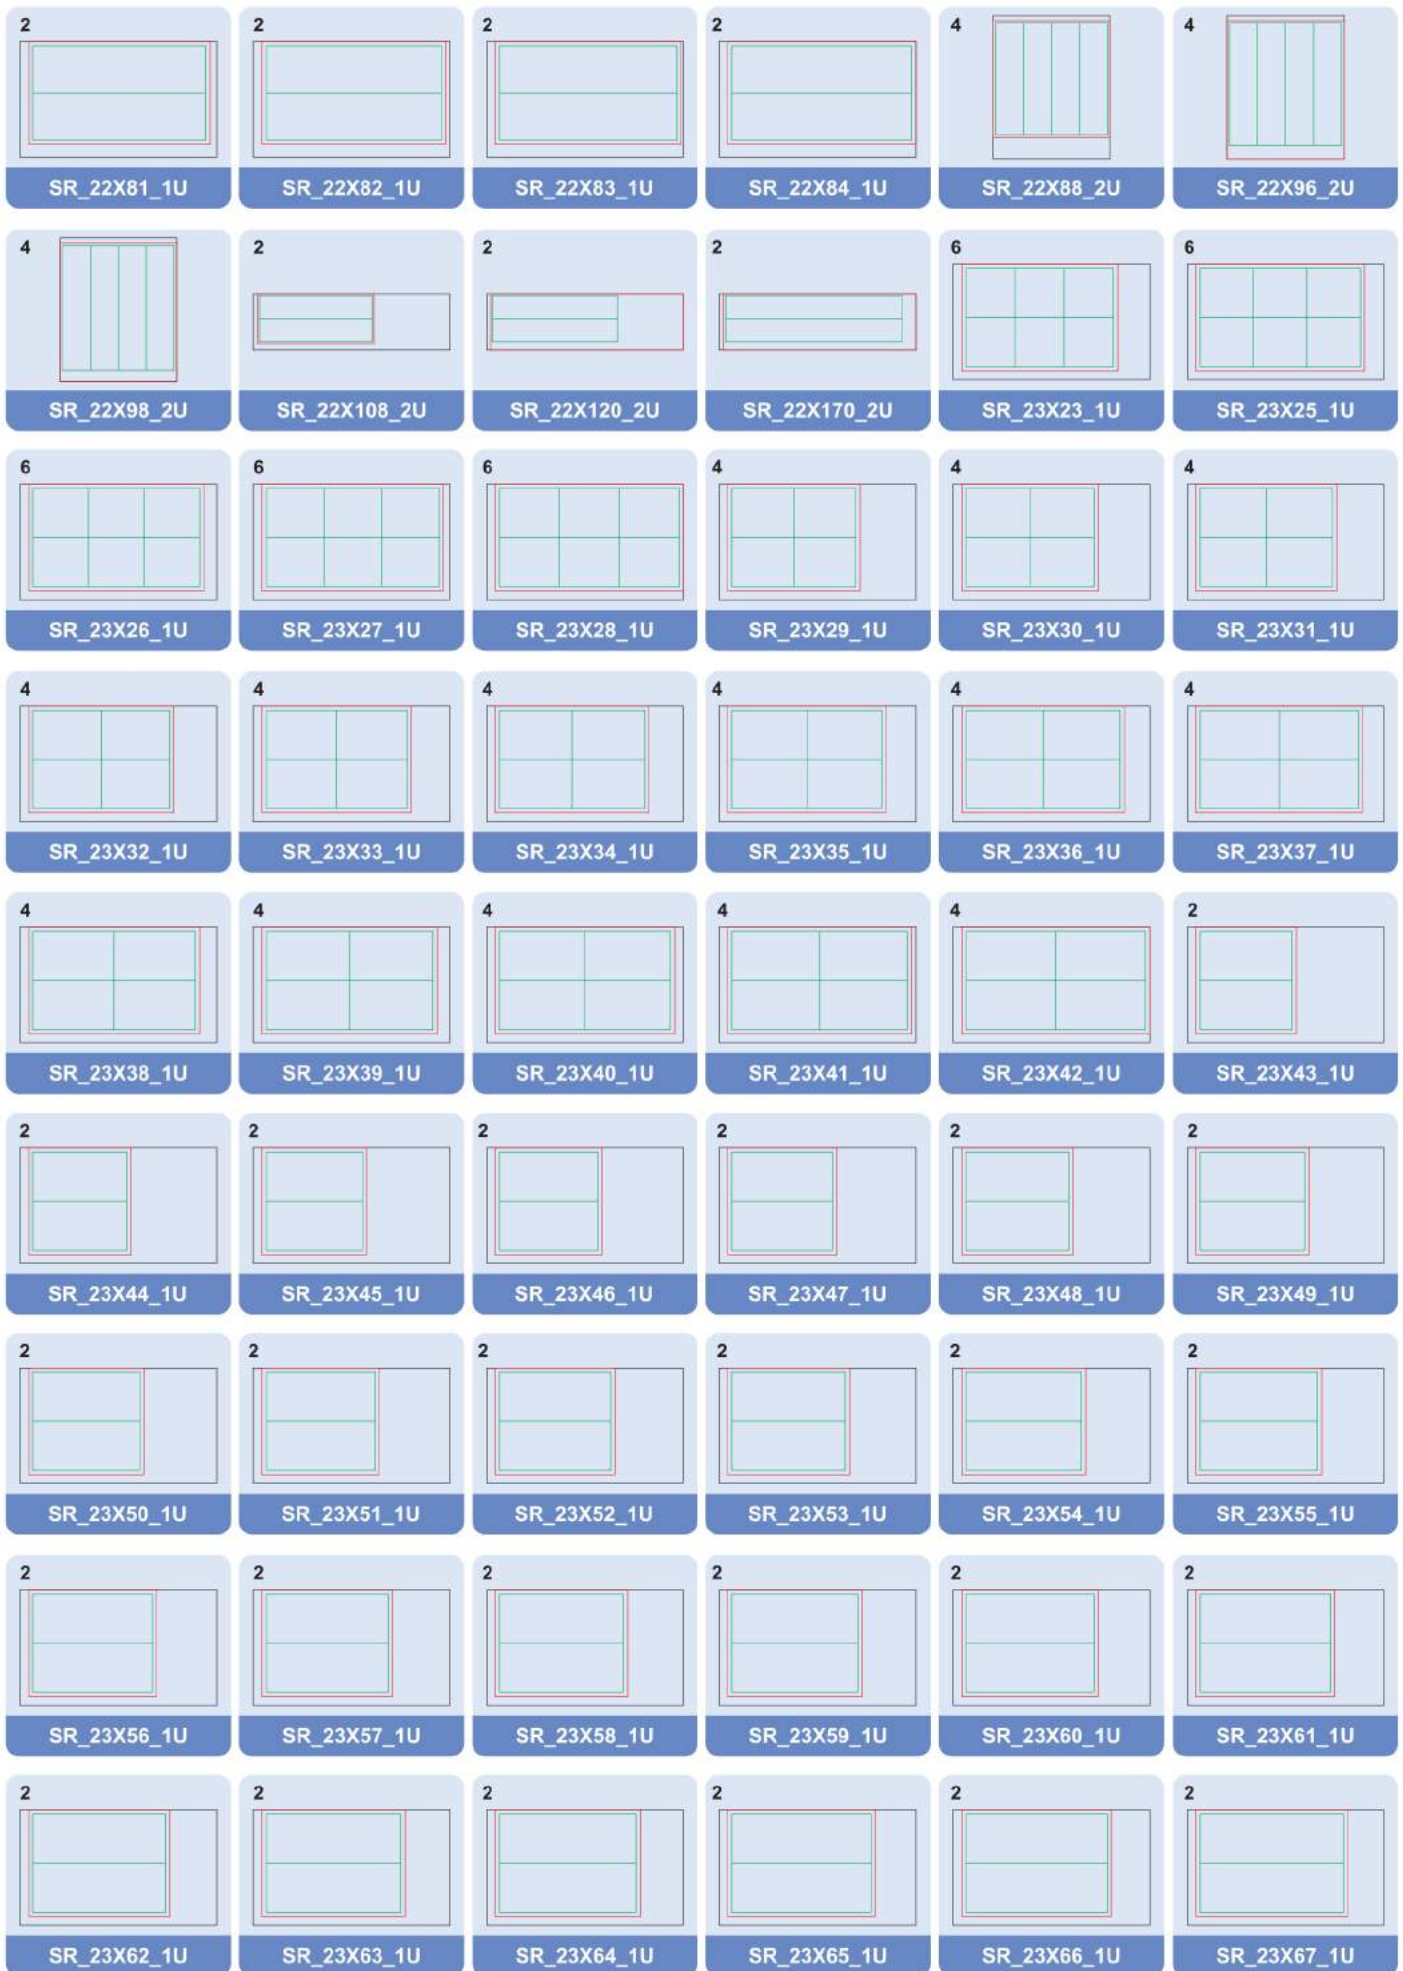 2 2 2 2 4 4
SR_22X81_1U SR_22X82_1U SR_22X83_1U SR_22X84_1U SR_22X88_2U SR_22X96_2U
4 2 2 2 6 6
SR_22X98_2U SR_22X108_2U SR_22X120_2U SR_22X170_2U SR_23X23_1U SR_23X25_1U
6 6 6 4 4 4
SR_23X26_1U SR_23X27_1U SR_23X28_1U SR_23X29_1U SR_23X30_1U SR_23X31_1U
4 4 4 4 4 4
SR_23X32_1U SR_23X33_1U SR_23X34_1U SR_23X35_1U SR_23X36_1U SR_23X37_1U
4 4 4 4 4 2
SR_23X38_1U SR_23X39_1U SR_23X40_1U SR_23X41_1U SR_23X42_1U SR_23X43_1U
2 2 2 2 2 2
SR_23X44_1U SR_23X45_1U SR_23X46_1U SR_23X47_1U SR_23X48_1U SR_23X49_1U
2 2 2 2 2 2
SR_23X50_1U SR_23X51_1U SR_23X52_1U SR_23X53_1U SR_23X54_1U SR_23X55_1U
2 2 2 2 2 2
SR_23X56_1U SR_23X57_1U SR_23X58_1U SR_23X59_1U SR_23X60_1U SR_23X61_1U
2 2 2 2 2 2
SR_23X62_1U SR_23X63_1U SR_23X64_1U SR_23X65_1U SR_23X66_1U SR_23X67_1U